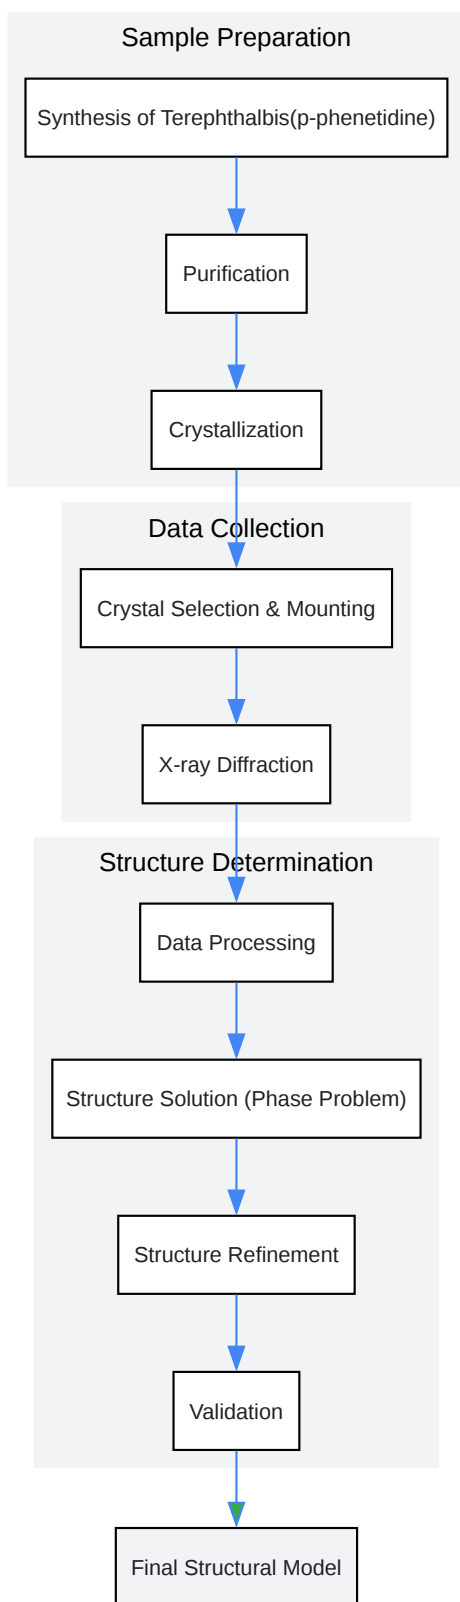 Sample Preparation
Synthesis of Terephthalbis(p-phenetidine)
Purification
Crystallization
Data Collection
Crystal Selection & Mounting
X-ray Diffraction
Structure Determination
Data Processing
Structure Solution (Phase Problem)
Structure Refinement
Validation
Final Structural Model